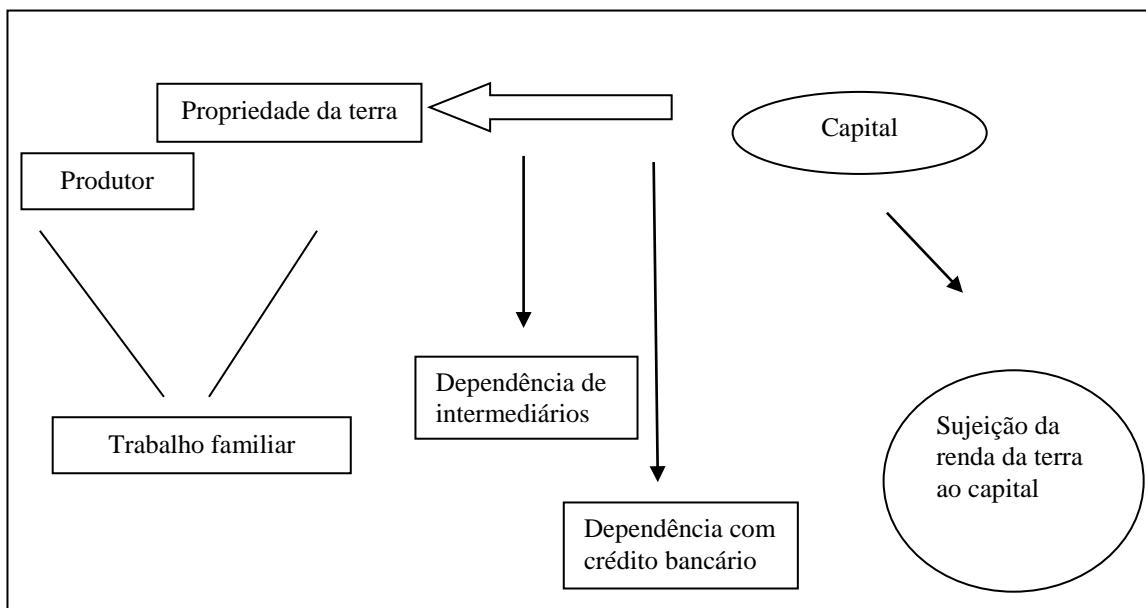 Propriedade da terra
Capital
Produtor
Trabalho familiar
Dependência de
intermediários
Sujeição da
renda da terra
ao capital
Dependência com
crédito bancário